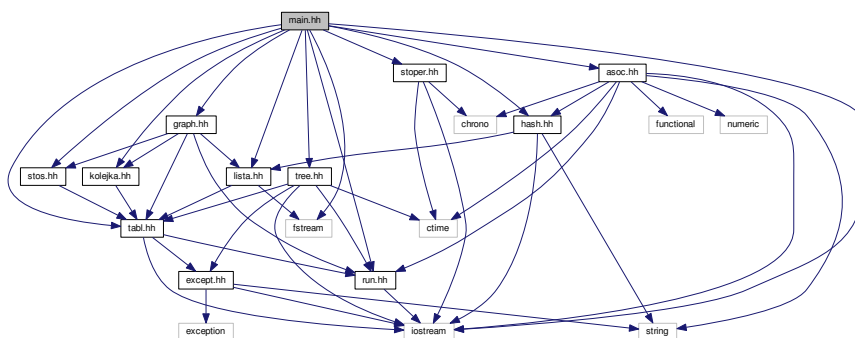 main.hh
stoper.hh
asoc.hh
graph.hh
chrono
hash.hh
functional
numeric
stos.hh
kolejka.hh
lista.hh
tree.hh
tabl.hh
fstream
ctime
except.hh
run.hh
exception
iostream
string